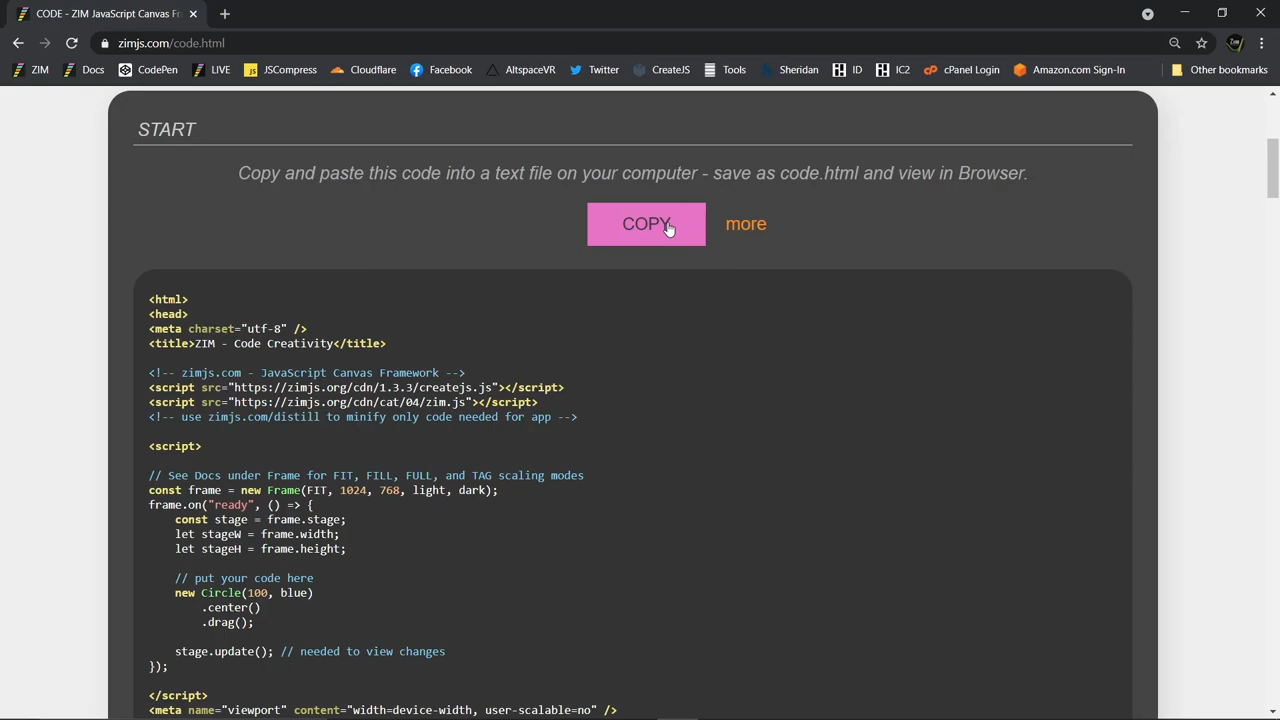 CODE - ZIM JavaScript Canvas Fr
zimjs.com/code.html
ZIM Docs CodePen LIVE JSCompress Cloudflare Facebook AltspaceVR Twitter CreateJS Tools Sheridan ID IC2 cPanel Login Amazon.com Sign-In Other bookmarks
START
Copy and paste this code into a text file on your computer - save as code.html and view in Browser.
COPY more
<html>
<head>
<meta charset="utf-8" />
<title>ZIM - Code Creativity</title>
<!-- zimjs.com - JavaScript Canvas Framework -->
<script src="https://zimjs.org/cdn/1.3.3/createjs.js"></script>
<script src="https://zimjs.org/cdn/cat/04/zim.js"></script>
<!-- use zimjs.com/distill to minify only code needed for app -->
<script>
// See Docs under Frame for FIT, FILL, FULL, and TAG scaling modes
const frame = new Frame(FIT, 1024, 768, light, dark);
frame.on("ready", () => {
const stage = frame.stage;
let stageW = frame.width;
let stageH = frame.height;
// put your code here
new Circle(100, blue)
.center()
.drag();
stage.update(); // needed to view changes
});
</script>
<meta name="viewport" content="width=device-width, user-scalable=no" />